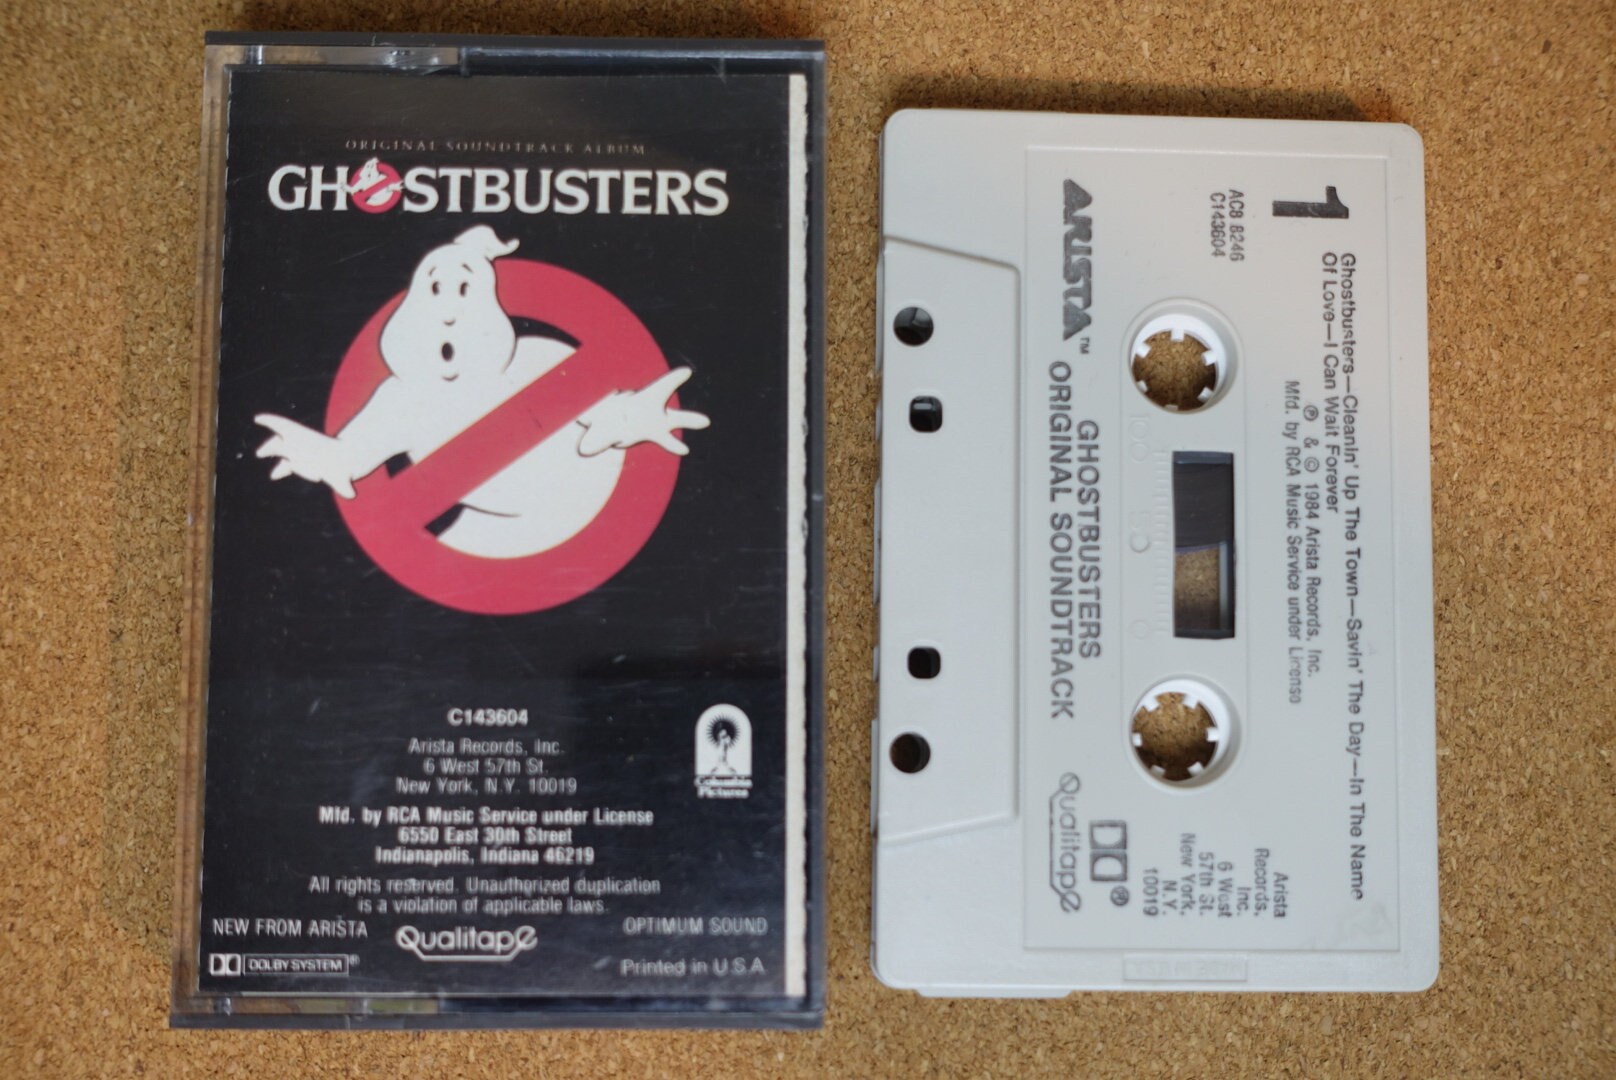 ORIGINAL SOUNDTRACK ALBUM
GHOSTBUSTERS
C143604
Arista Records, Inc.
6 West 57th St.
New York, N.Y. 10019
Mfd. by RCA Music Service under License
6550 East 30th Street
Indianapolis, Indiana 46219
All rights reserved. Unauthorized duplication
is a violation of applicable laws.
NEW FROM ARISTA
Qualitape
OPTIMUM SOUND
DOLBY SYSTEM®
Printed in U.S.A
Columbia
Pictures
1
Ghostbusters—Cleanin' Up The Town—Savin' The Day—In The Name
Of Love—I Can Wait Forever
℗ & © 1984 Arista Records, Inc.
Mfd. by RCA Music Service under License
AC8 8246
C143604
ARISTA™
GHOSTBUSTERS
ORIGINAL SOUNDTRACK
Arista
Records,
Inc.
6 West
57th St.
New York,
N.Y.
10019
®
Qualitape
100 50 0